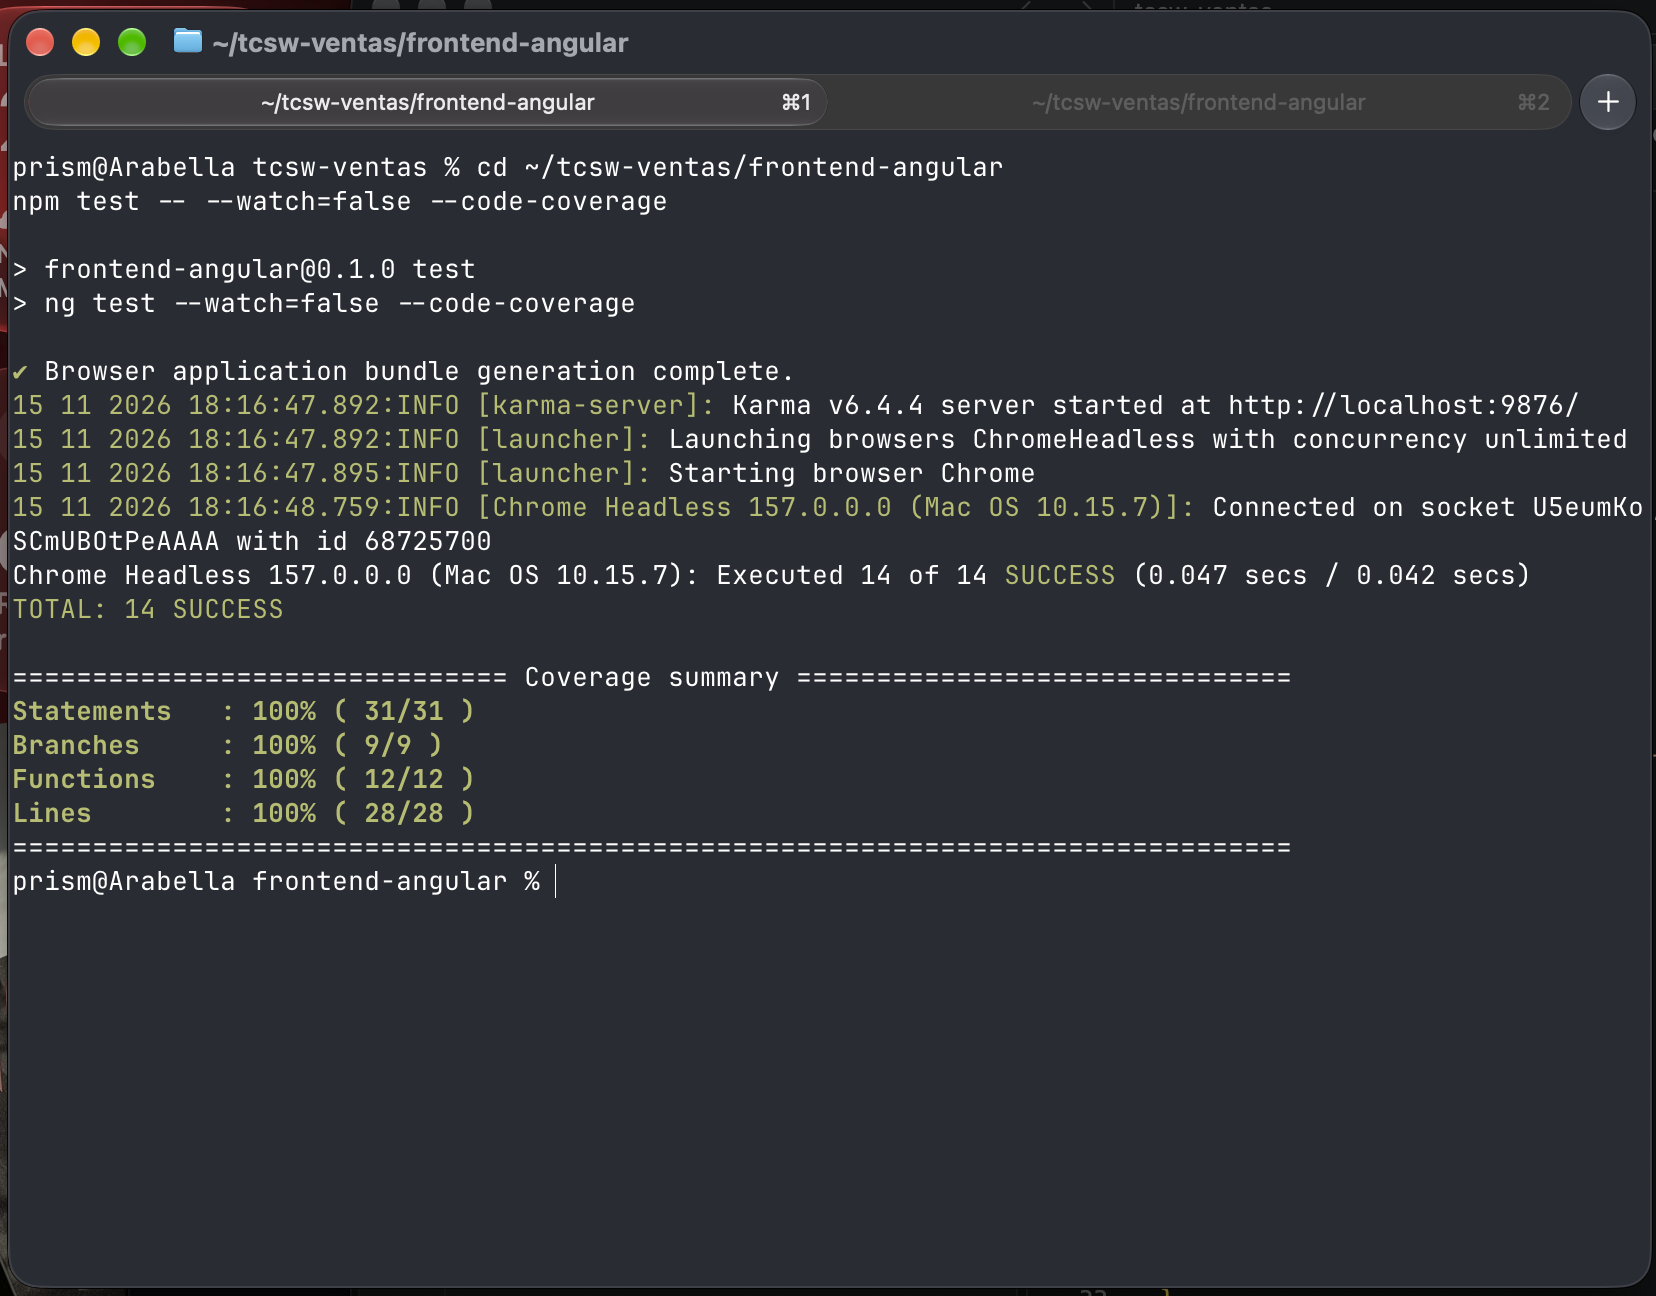 ~/tcsw-ventas/frontend-angular
~/tcsw-ventas/frontend-angular ⌘1 ~/tcsw-ventas/frontend-angular ⌘2 +
prism@Arabella tcsw-ventas % cd ~/tcsw-ventas/frontend-angular
npm test -- --watch=false --code-coverage
> frontend-angular@0.1.0 test
> ng test --watch=false --code-coverage
✔ Browser application bundle generation complete.
15 11 2026 18:16:47.892:INFO [karma-server]: Karma v6.4.4 server started at http://localhost:9876/
15 11 2026 18:16:47.892:INFO [launcher]: Launching browsers ChromeHeadless with concurrency unlimited
15 11 2026 18:16:47.895:INFO [launcher]: Starting browser Chrome
15 11 2026 18:16:48.759:INFO [Chrome Headless 157.0.0.0 (Mac OS 10.15.7)]: Connected on socket U5eumKo
SCmUBOtPeAAAA with id 68725700
Chrome Headless 157.0.0.0 (Mac OS 10.15.7): Executed 14 of 14 SUCCESS (0.047 secs / 0.042 secs)
TOTAL: 14 SUCCESS
=============================== Coverage summary ===============================
Statements   : 100% ( 31/31 )
Branches     : 100% ( 9/9 )
Functions    : 100% ( 12/12 )
Lines        : 100% ( 28/28 )
================================================================================
prism@Arabella frontend-angular %